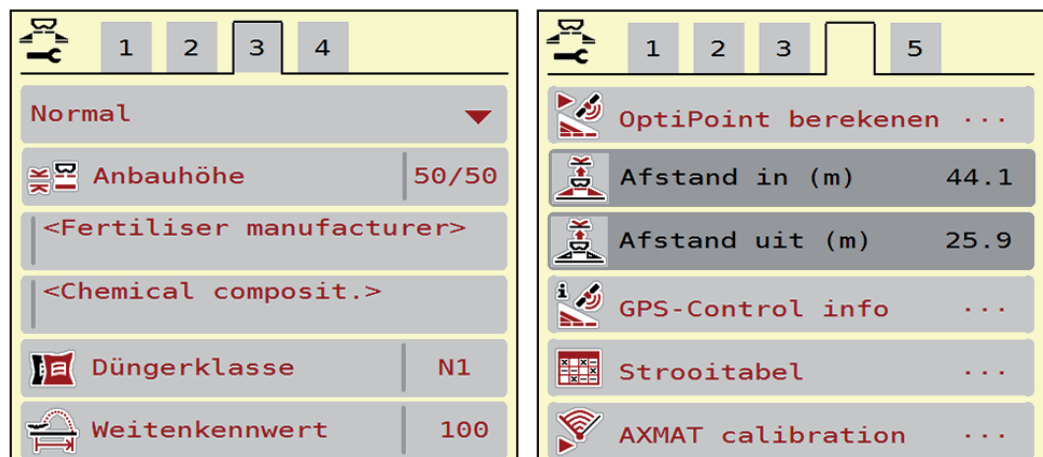 1 2 3 4
Normal
Anbauhöhe 50/50
<Fertiliser manufacturer>
<Chemical composit.>
Düngerklasse N1
Weitenkennwert 100
1 2 3 5
OptiPoint berekenen ...
Afstand in (m) 44.1
Afstand uit (m) 25.9
i GPS-Control info ...
Strooitabel ...
AXMAT calibration ...